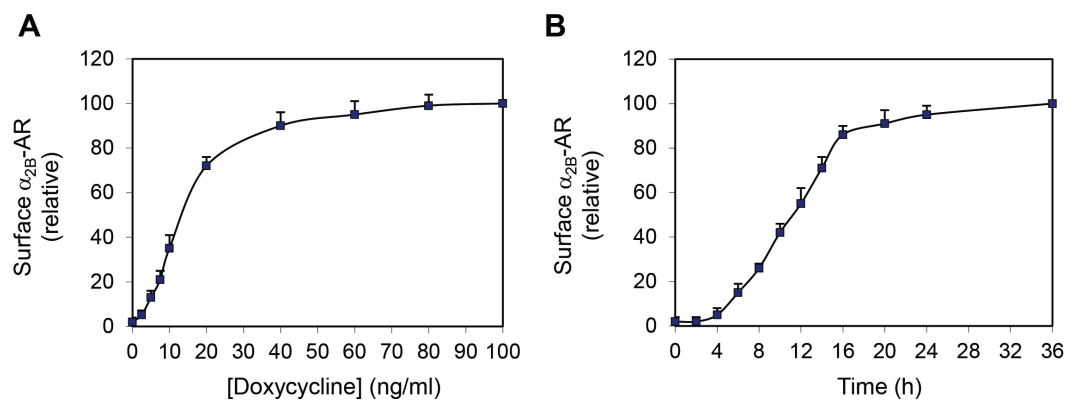 A
120
100
80
60
40
20
0
Surface α2B-AR
(relative)
0 10 20 30 40 50 60 70 80 90 100
[Doxycycline] (ng/ml)
B
120
100
80
60
40
20
0
Surface α2B-AR
(relative)
0 4 8 12 16 20 24 28 32 36
Time (h)